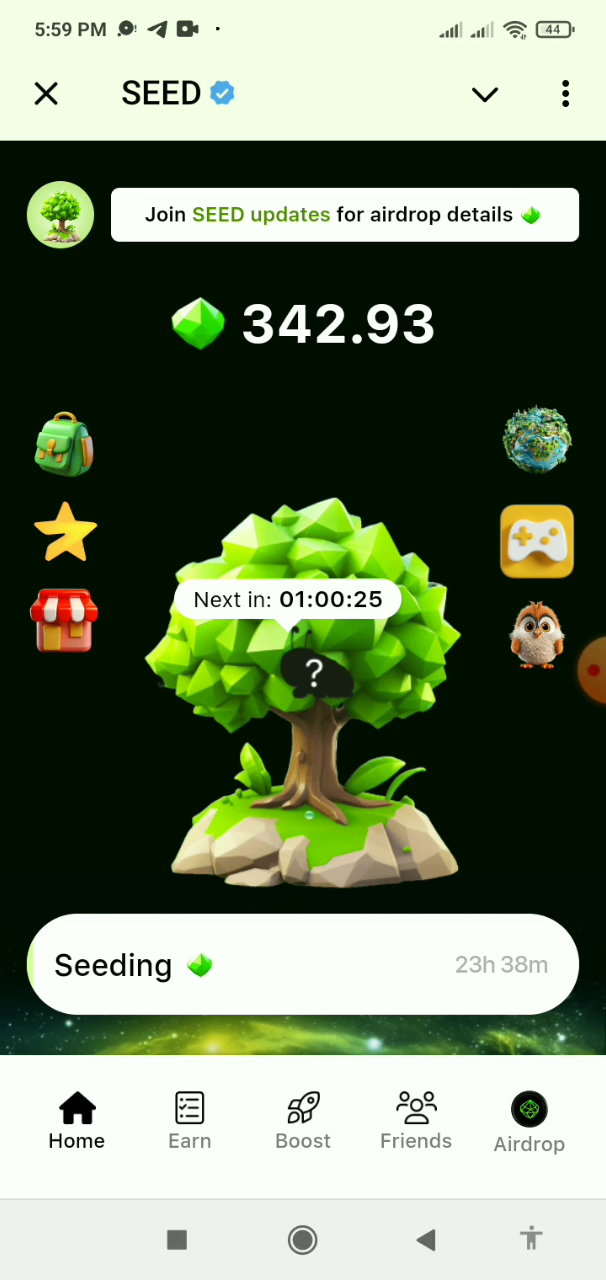 5:59 PM
44
SEED
Join SEED updates for airdrop details
342.93
Next in: 01:00:25
?
Seeding
23h 38m
Home
Earn
Boost
Friends
Airdrop